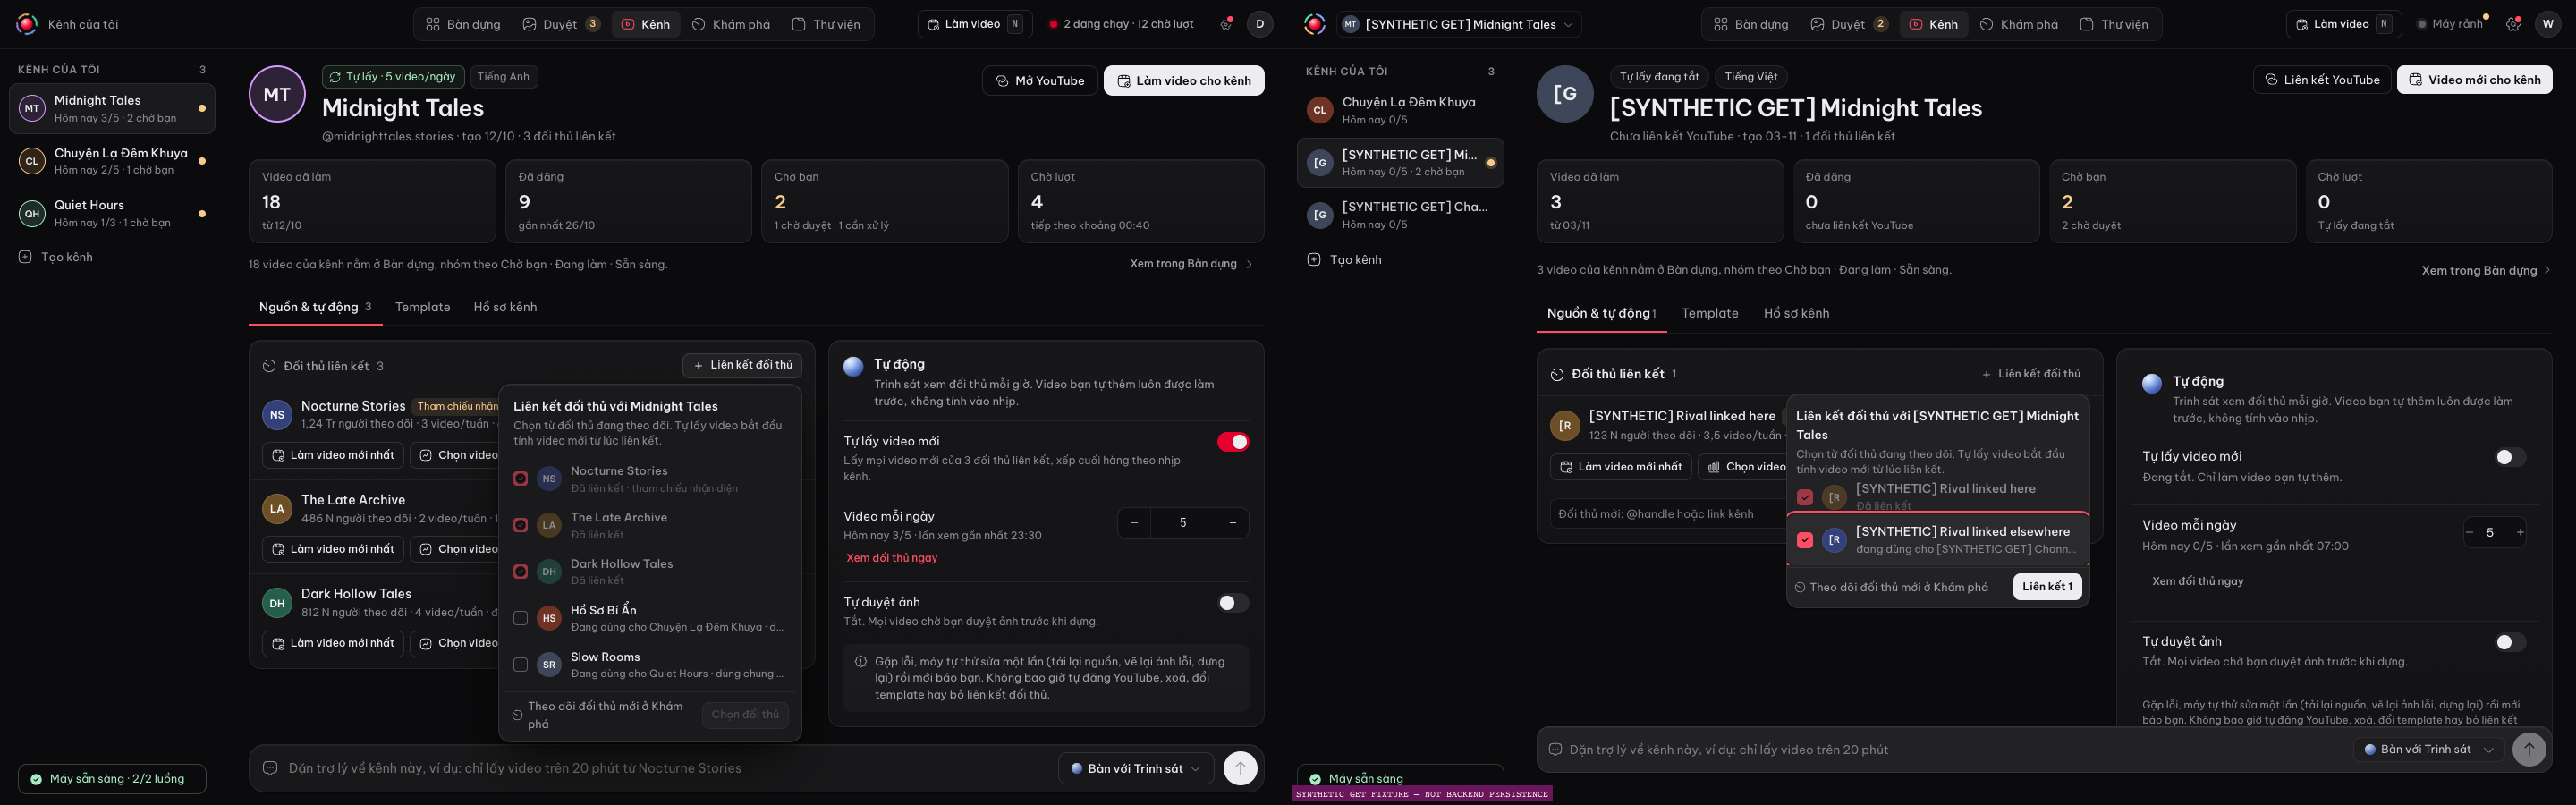 Kênh của tôi
Bàn dựng
Duyệt 3
Kênh
Khám phá
Thư viện
Làm video N
2 đang chạy · 12 chờ lượt
D
KÊNH CỦA TÔI 3
MT
Midnight Tales
Hôm nay 3/5 · 2 chờ bạn
CL
Chuyện Lạ Đêm Khuya
Hôm nay 2/5 · 1 chờ bạn
QH
Quiet Hours
Hôm nay 1/3 · 1 chờ bạn
Tạo kênh
Máy sẵn sàng · 2/2 luồng
MT
Tự lấy · 5 video/ngày
Tiếng Anh
Midnight Tales
@midnighttales.stories · tạo 12/10 · 3 đối thủ liên kết
Mở YouTube
Làm video cho kênh
Video đã làm
18
từ 12/10
Đã đăng
9
gần nhất 26/10
Chờ bạn
2
1 chờ duyệt · 1 cần xử lý
Chờ lượt
4
tiếp theo khoảng 00:40
18 video của kênh nằm ở Bàn dựng, nhóm theo Chờ bạn · Đang làm · Sẵn sàng.
Xem trong Bàn dựng
Nguồn & tự động 3
Template
Hồ sơ kênh
Đối thủ liên kết 3
+ Liên kết đối thủ
NS
Nocturne Stories
Tham chiếu nhận
1,24 Tr người theo dõi · 3 video/tuần ·
Làm video mới nhất
Chọn video
LA
The Late Archive
486 N người theo dõi · 2 video/tuần · 1
Làm video mới nhất
Chọn video
DH
Dark Hollow Tales
812 N người theo dõi · 4 video/tuần · đ
Làm video mới nhất
Chọn video
Liên kết đối thủ với Midnight Tales
Chọn từ đối thủ đang theo dõi. Tự lấy video bắt đầu
tính video mới từ lúc liên kết.
NS
Nocturne Stories
Đã liên kết · tham chiếu nhận diện
LA
The Late Archive
Đã liên kết
DH
Dark Hollow Tales
Đã liên kết
HS
Hồ Sơ Bí Ẩn
Đang dùng cho Chuyện Lạ Đêm Khuya · d...
SR
Slow Rooms
Đang dùng cho Quiet Hours · dùng chung ...
Theo dõi đối thủ mới ở Khám
phá
Chọn đối thủ
Tự động
Trinh sát xem đối thủ mỗi giờ. Video bạn tự thêm luôn được làm
trước, không tính vào nhịp.
Tự lấy video mới
Lấy mọi video mới của 3 đối thủ liên kết, xếp cuối hàng theo nhịp
kênh.
Video mỗi ngày
Hôm nay 3/5 · lần xem gần nhất 23:30
− 5 +
Xem đối thủ ngay
Tự duyệt ảnh
Tắt. Mọi video chờ bạn duyệt ảnh trước khi dựng.
Gặp lỗi, máy tự thử sửa một lần (tải lại nguồn, vẽ lại ảnh lỗi, dựng
lại) rồi mới báo bạn. Không bao giờ tự đăng YouTube, xoá, đổi
template hay bỏ liên kết đối thủ.
Dặn trợ lý về kênh này, ví dụ: chỉ lấy video trên 20 phút từ Nocturne Stories
Bàn với Trinh sát
MT
[SYNTHETIC GET] Midnight Tales
Bàn dựng
Duyệt 2
Kênh
Khám phá
Thư viện
Làm video N
Máy rảnh
W
KÊNH CỦA TÔI 3
CL
Chuyện Lạ Đêm Khuya
Hôm nay 0/5
[G
[SYNTHETIC GET] Mi...
Hôm nay 0/5 · 2 chờ bạn
[G
[SYNTHETIC GET] Cha...
Hôm nay 0/5
Tạo kênh
Máy sẵn sàng
SYNTHETIC GET FIXTURE — NOT BACKEND PERSISTENCE
[G
Tự lấy đang tắt
Tiếng Việt
[SYNTHETIC GET] Midnight Tales
Chưa liên kết YouTube · tạo 03-11 · 1 đối thủ liên kết
Liên kết YouTube
Video mới cho kênh
Video đã làm
3
từ 03/11
Đã đăng
0
chưa liên kết YouTube
Chờ bạn
2
2 chờ duyệt
Chờ lượt
0
Tự lấy đang tắt
3 video của kênh nằm ở Bàn dựng, nhóm theo Chờ bạn · Đang làm · Sẵn sàng.
Xem trong Bàn dựng
Nguồn & tự động 1
Template
Hồ sơ kênh
Đối thủ liên kết 1
+ Liên kết đối thủ
[R
[SYNTHETIC] Rival linked here
123 N người theo dõi · 3,5 video/tuần ·
Làm video mới nhất
Chọn video
Đối thủ mới: @handle hoặc link kênh
Liên kết đối thủ với [SYNTHETIC GET] Midnight
Tales
Chọn từ đối thủ đang theo dõi. Tự lấy video bắt đầu
tính video mới từ lúc liên kết.
[R
[SYNTHETIC] Rival linked here
Đã liên kết
[R
[SYNTHETIC] Rival linked elsewhere
đang dùng cho [SYNTHETIC GET] Chann...
Theo dõi đối thủ mới ở Khám phá
Liên kết 1
Tự động
Trinh sát xem đối thủ mỗi giờ. Video bạn tự thêm luôn được làm
trước, không tính vào nhịp.
Tự lấy video mới
Đang tắt. Chỉ làm video bạn tự thêm.
Video mỗi ngày
Hôm nay 0/5 · lần xem gần nhất 07:00
− 5 +
Xem đối thủ ngay
Tự duyệt ảnh
Tắt. Mọi video chờ bạn duyệt ảnh trước khi dựng.
Gặp lỗi, máy tự thử sửa một lần (tải lại nguồn, vẽ lại ảnh lỗi, dựng lại) rồi mới
báo bạn. Không bao giờ tự đăng YouTube, xoá, đổi template hay bỏ liên kết
Dặn trợ lý về kênh này, ví dụ: chỉ lấy video trên 20 phút
Bàn với Trinh sát